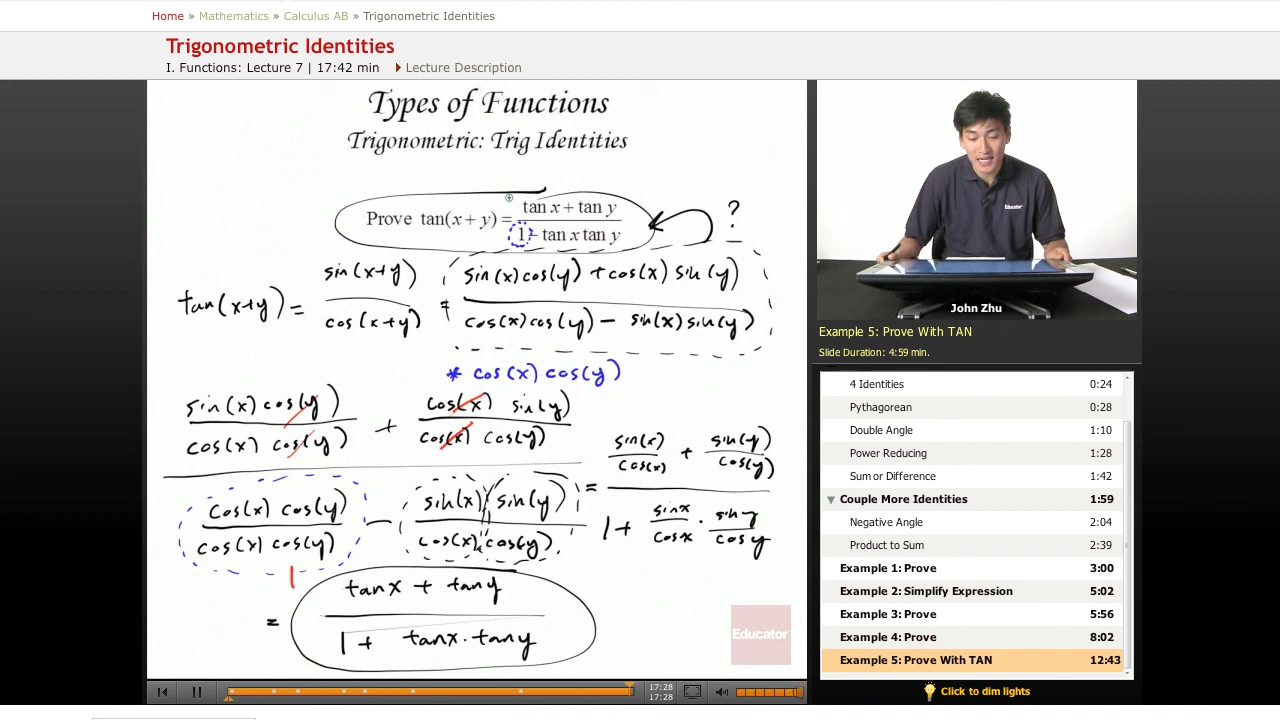 Home » Mathematics » Calculus AB » Trigonometric Identities
Trigonometric Identities
I. Functions: Lecture 7 | 17:42 min Lecture Description
Types of Functions
Trigonometric: Trig Identities
Prove tan(x + y) = (tan x + tan y) / (1 - tan x tan y) ?
tan(x+y) = sin(x+y) / cos(x+y) = (sin(x)cos(y) + cos(x) sin(y)) / (cos(x)cos(y) - sin(x)sin(y))
* cos(x) cos(y)
sin(x) cos(y) / cos(x) cos(y) + cos(x) sin(y) / cos(x) cos(y)
cos(x) cos(y) / cos(x) cos(y) - sin(x) sin(y) / cos(x) cos(y)
1
= sin(x) / cos(x) + sin(y) / cos(y)
1 + sinx / cosx · siny / cosy
= tanx + tany
1 + tanx · tany
Educator
Educator
John Zhu
Example 5: Prove With TAN
Slide Duration: 4:59 min.
4 Identities 0:24
Pythagorean 0:28
Double Angle 1:10
Power Reducing 1:28
Sum or Difference 1:42
Couple More Identities 1:59
Negative Angle 2:04
Product to Sum 2:39
Example 1: Prove 3:00
Example 2: Simplify Expression 5:02
Example 3: Prove 5:56
Example 4: Prove 8:02
Example 5: Prove With TAN 12:43
17:28
17:28
Click to dim lights